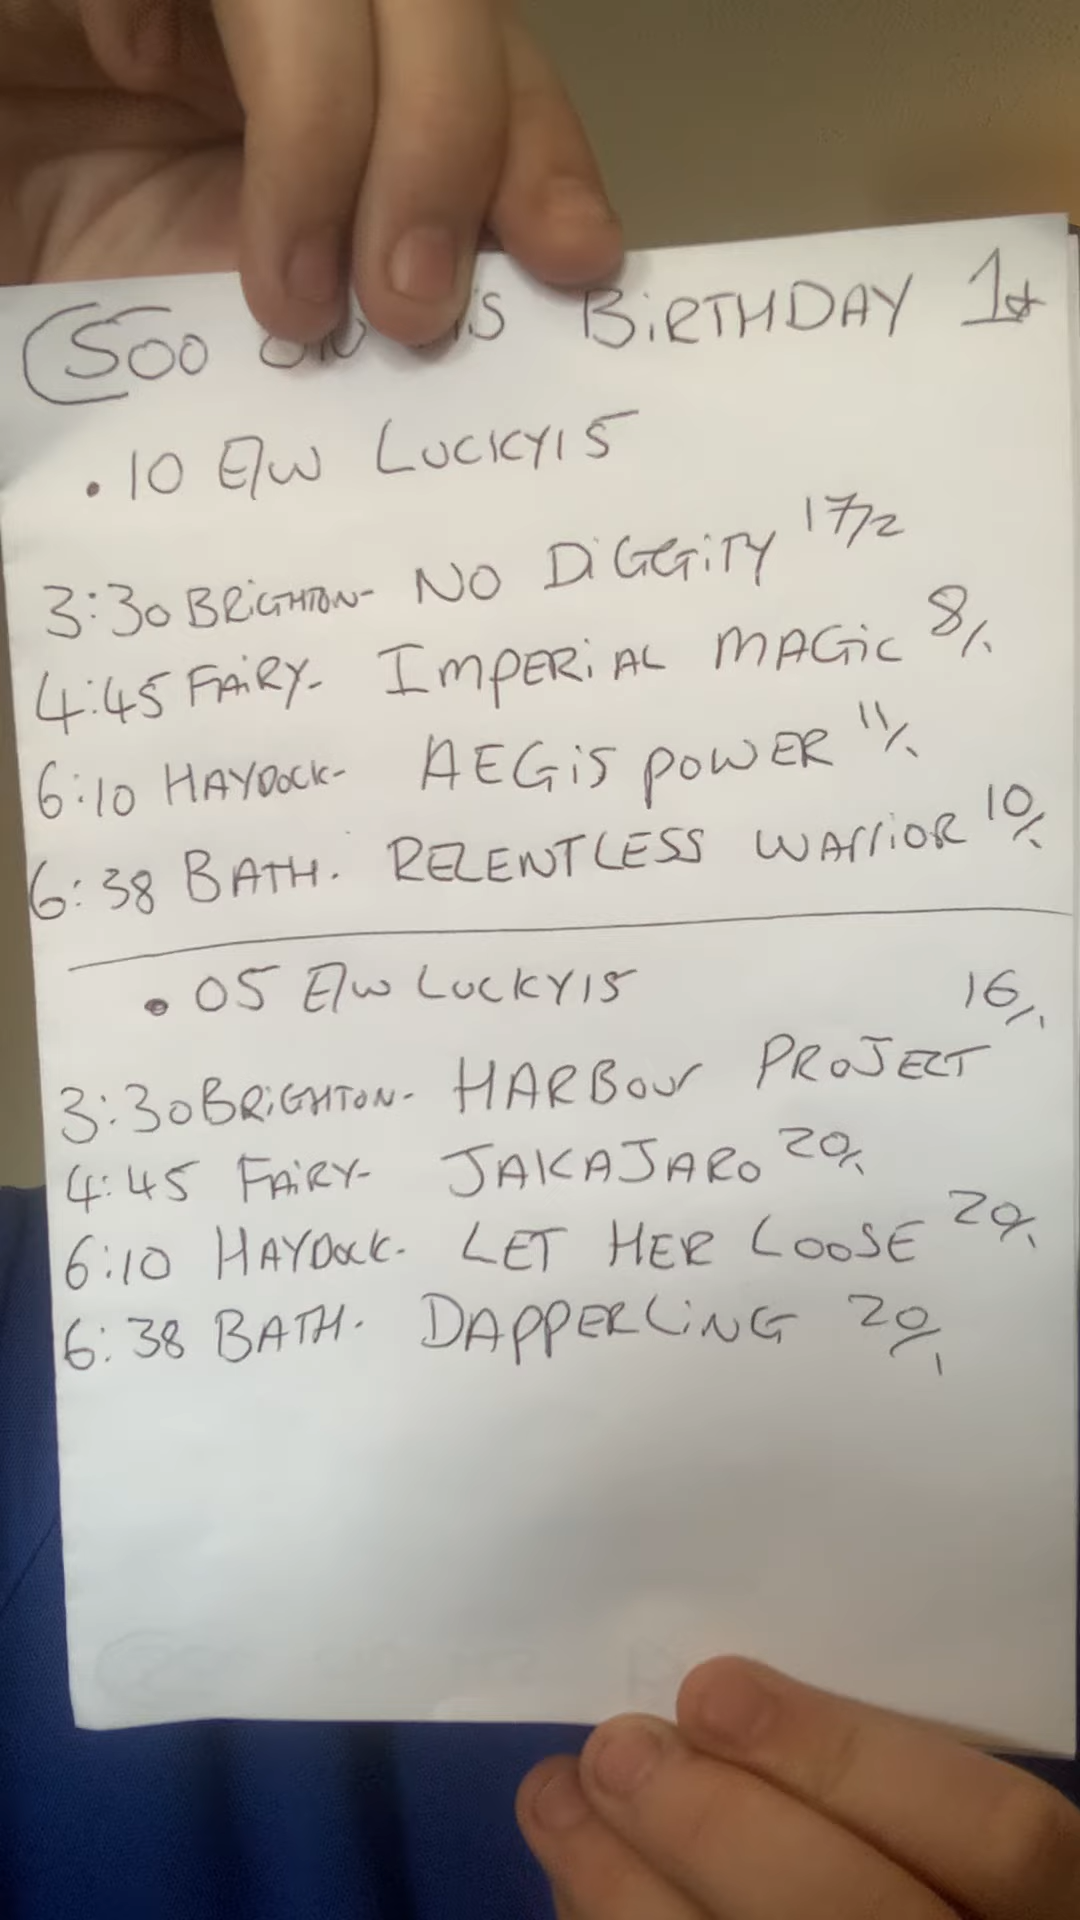 500 is BiRTHDAY 1st
.10 E/W LUCKY15
3:30 BRiGHTON- NO DiGGiTY 17/2
4:45 FAiRY- IMPERiAL MAGiC 8/1
6:10 HAYDOCK- AEGiS POWER 11/1
6:38 BATH. RELENTLESS WArriOR 10/1
.05 E/W LUCKY15
16/1
3:30 BRiGHTON- HARBOUr PROJECT
4:45 FAiRY- JAKAJARO 20/1
6:10 HAYDOCK- LET HER LOOSE 20/1
6:38 BATH. DAPPERLiNG 20/1